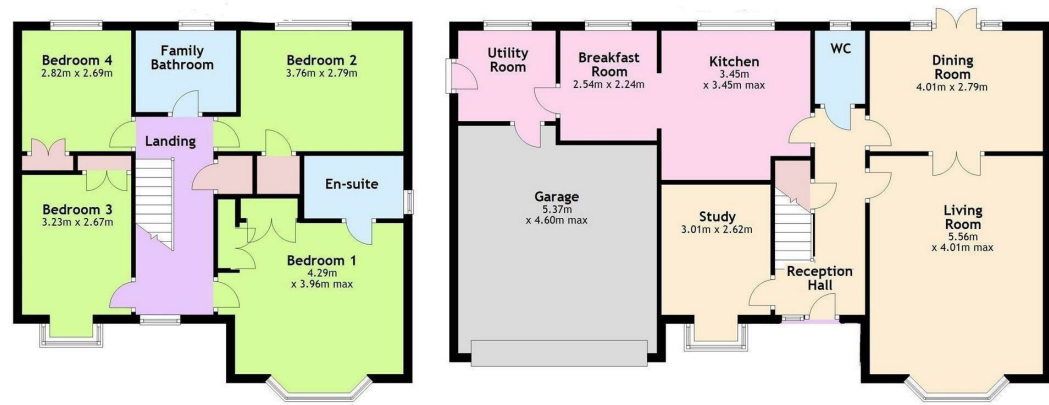 Bedroom 4
2.82m x 2.69m
Family
Bathroom
Bedroom 2
3.76m x 2.79m
Landing
En-suite
Bedroom 3
3.23m x 2.67m
Bedroom 1
4.29m
x 3.96m max
Utility
Room
Breakfast
Room
2.54m x 2.24m
Kitchen
3.45m
x 3.45m max
WC
Dining
Room
4.01m x 2.79m
Garage
5.37m
x 4.60m max
Study
3.01m x 2.62m
Reception
Hall
Living
Room
5.56m
x 4.01m max